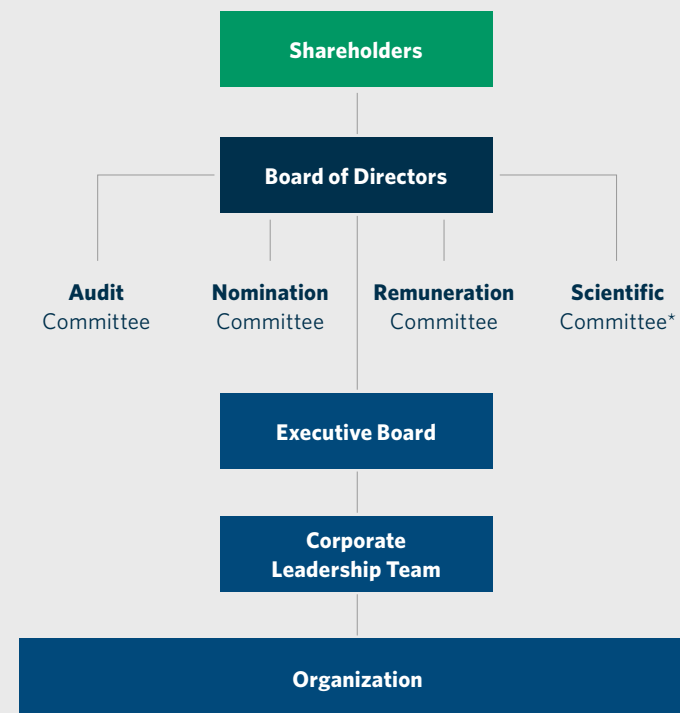 Shareholders
Board of Directors
Audit
Committee
Nomination
Committee
Remuneration
Committee
Scientific
Committee*
Executive Board
Corporate
Leadership Team
Organization